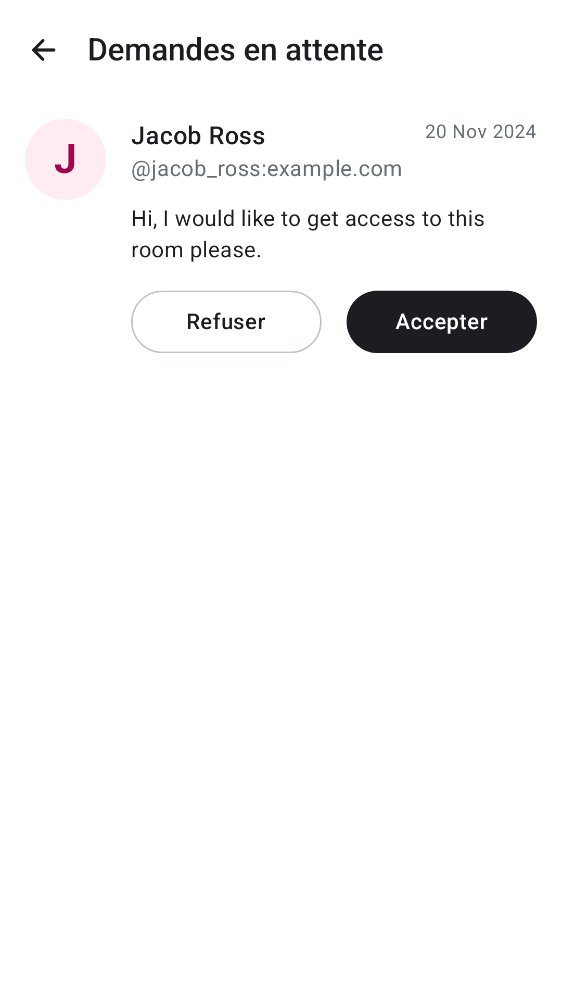 Demandes en attente
J
Jacob Ross
20 Nov 2024
@jacob_ross:example.com
Hi, I would like to get access to this
room please.
Refuser
Accepter